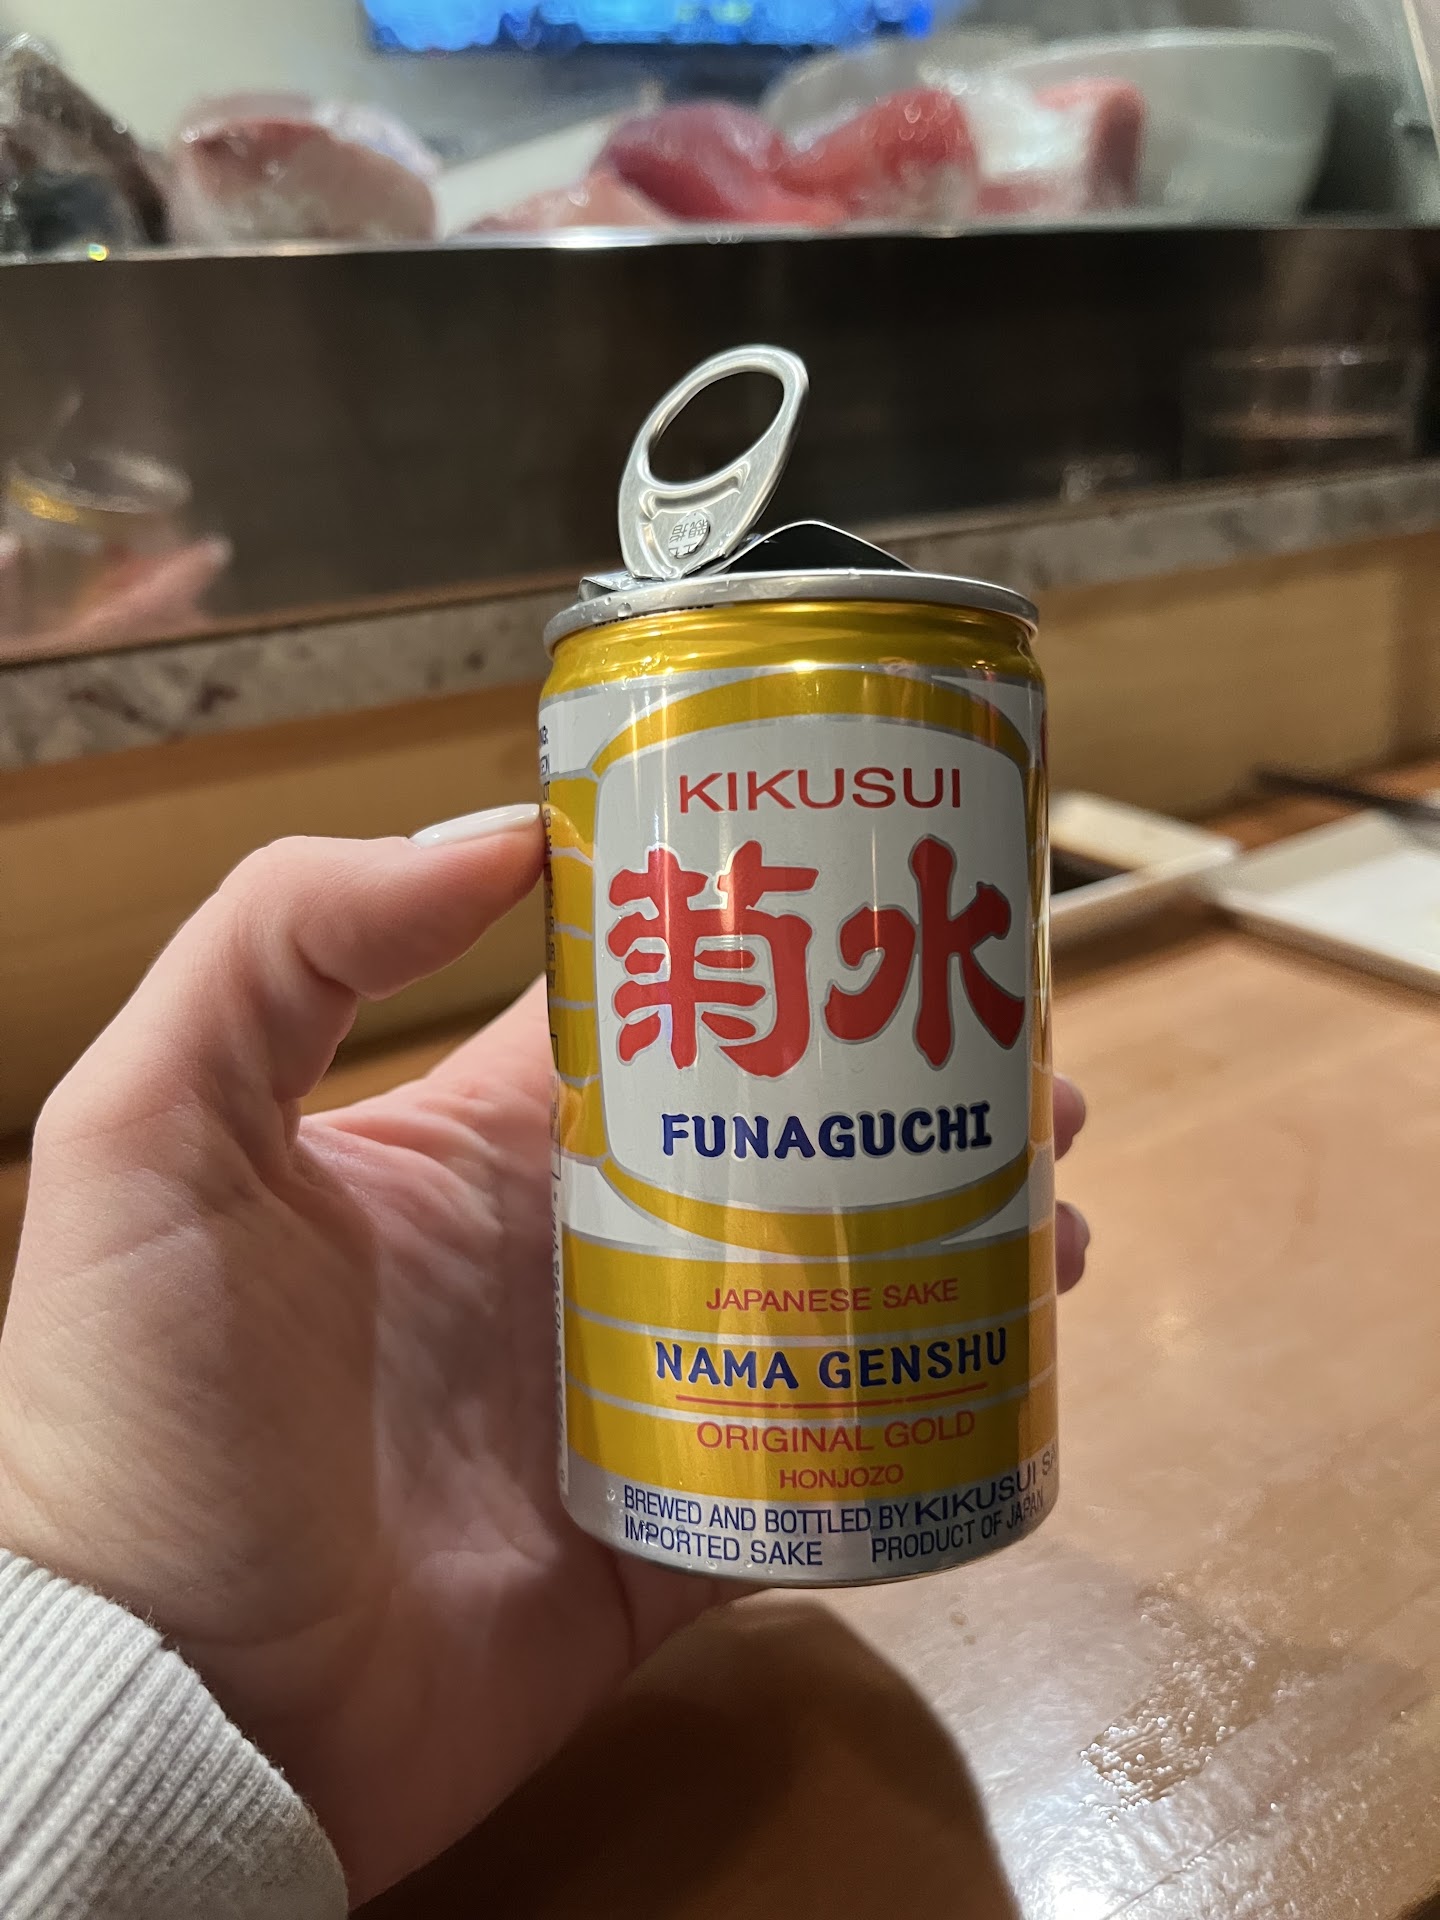 KIKUSUI
菊水
FUNAGUCHI
JAPANESE SAKE
NAMA GENSHU
ORIGINAL GOLD
HONJOZO
BREWED AND BOTTLED BY KIKUSUI
IMPORTED SAKE PRODUCT OF JAPAN